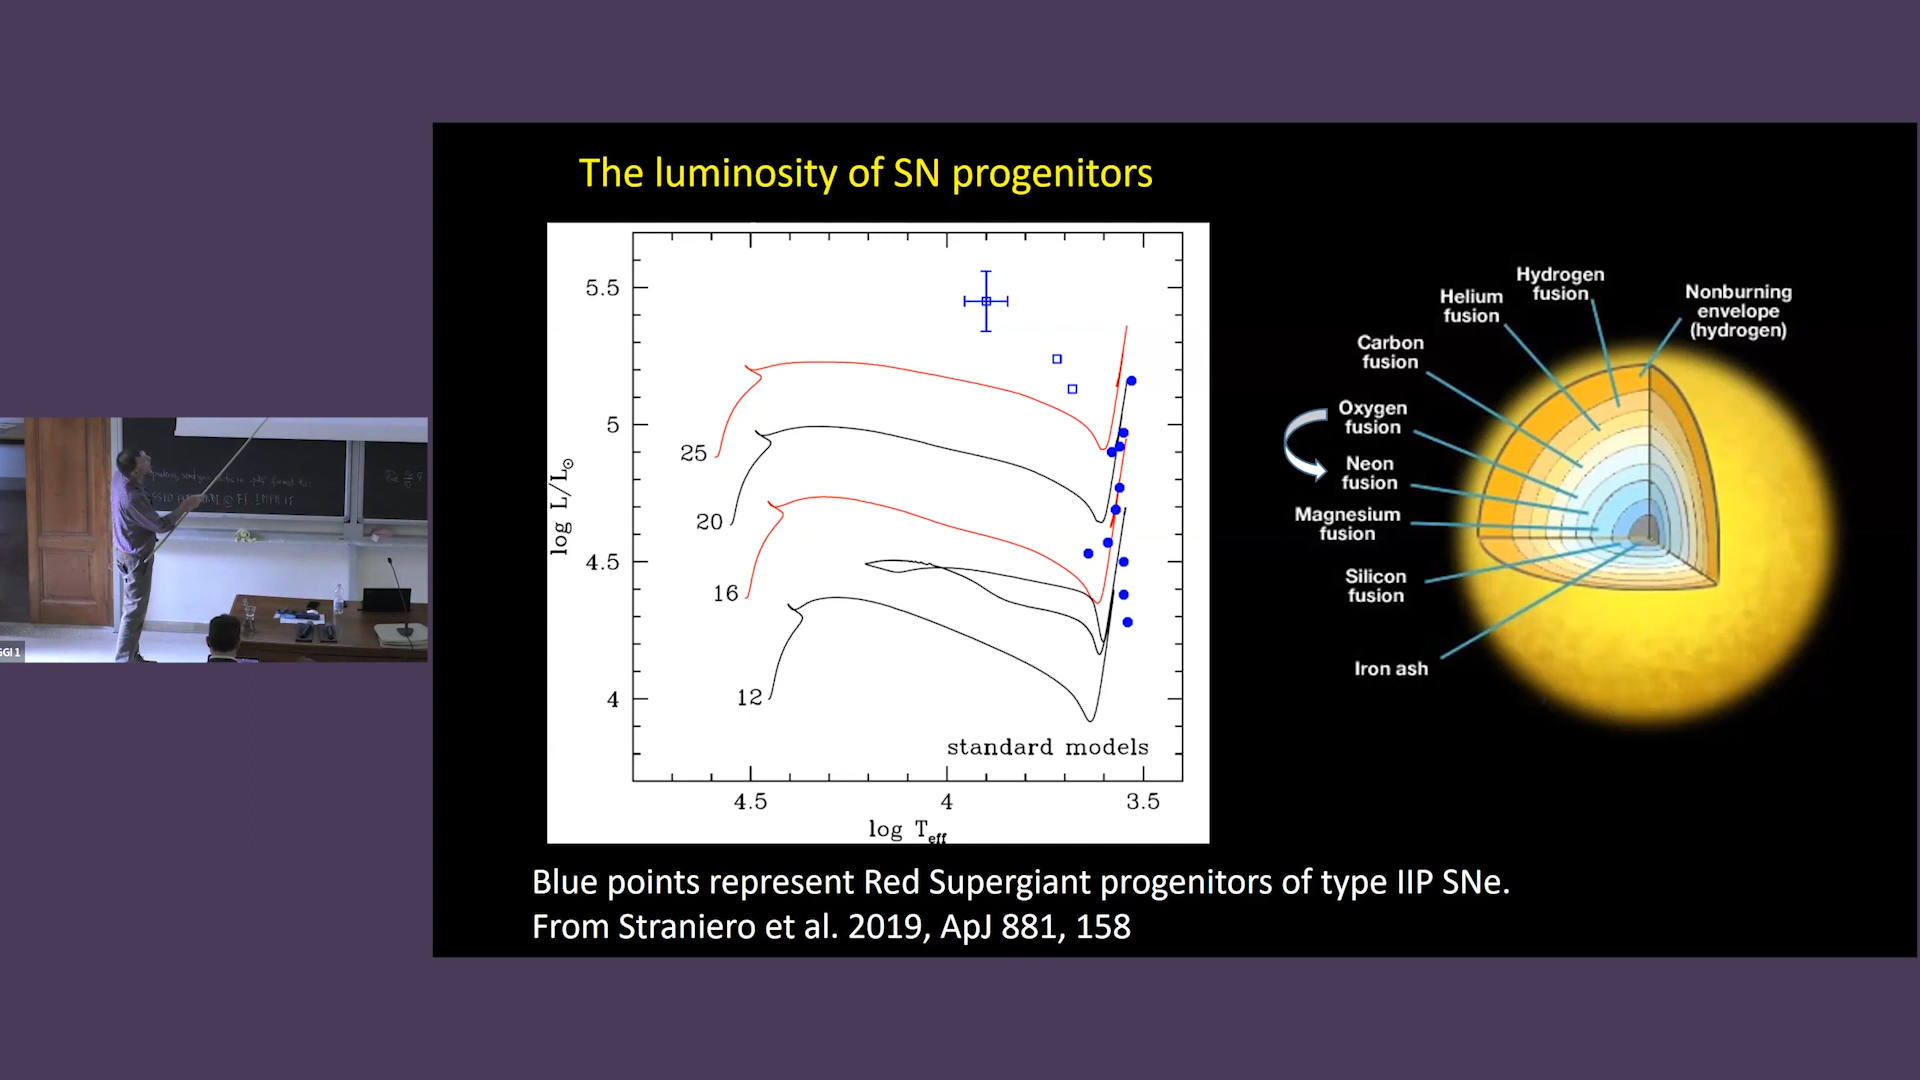 The luminosity of SN progenitors
5.5
5
4.5
4
log L/L⊙
25
20
16
12
standard models
4.5
4
3.5
log Teff
Hydrogen
fusion
Helium
fusion
Nonburning
envelope
(hydrogen)
Carbon
fusion
Oxygen
fusion
Neon
fusion
Magnesium
fusion
Silicon
fusion
Iron ash
Blue points represent Red Supergiant progenitors of type IIP SNe.
From Straniero et al. 2019, ApJ 881, 158
GGI 1